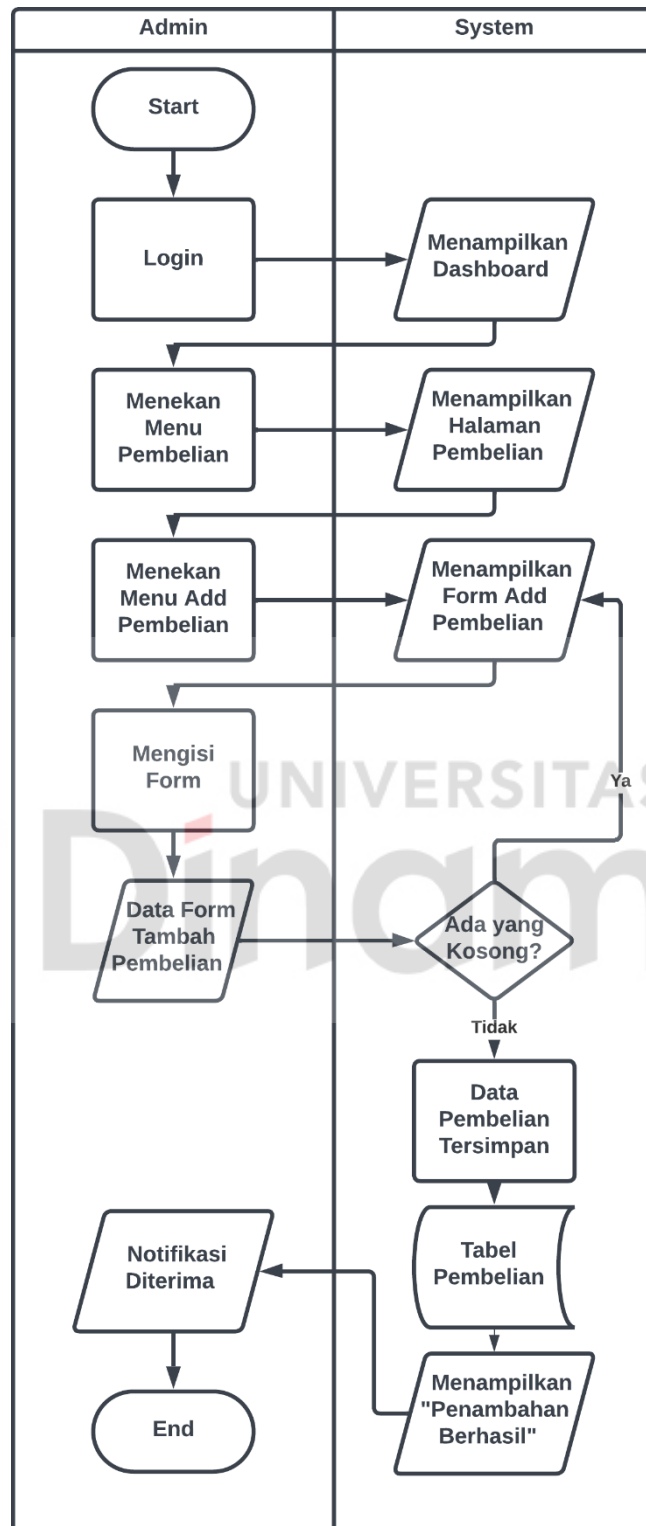 Admin
System
Start
Login
Menampilkan
Dashboard
Menekan
Menu
Pembelian
Menampilkan
Halaman
Pembelian
Menekan
Menu Add
Pembelian
Menampilkan
Form Add
Pembelian
Mengisi
Form
UNIVERSITAS
Dinam
Ya
Data Form
Tambah
Pembelian
Ada yang
Kosong?
Tidak
Data
Pembelian
Tersimpan
Tabel
Pembelian
Notifikasi
Diterima
Menampilkan
"Penambahan
Berhasil"
End